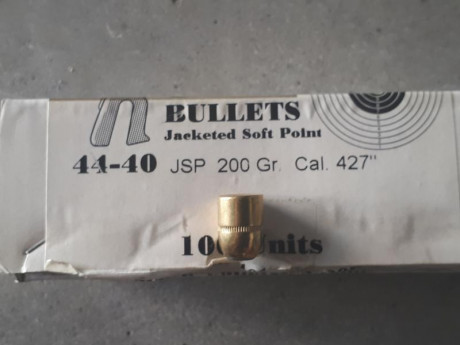 BULLETS
Jacketed Soft Point
44-40 JSP 200 Gr. Cal. 427"
Units